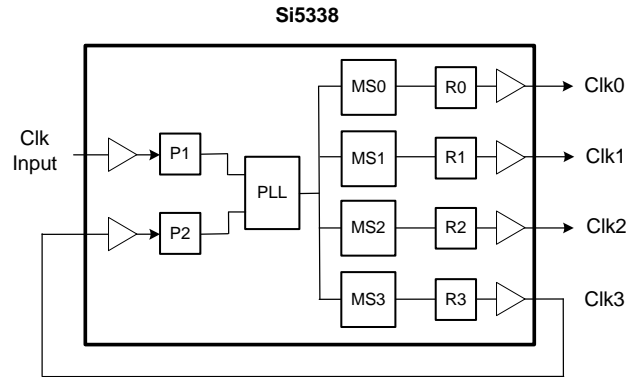 Si5338
MS0
R0
Clk0
Clk
Input
P1
MS1
R1
Clk1
PLL
P2
MS2
R2
Clk2
MS3
R3
Clk3